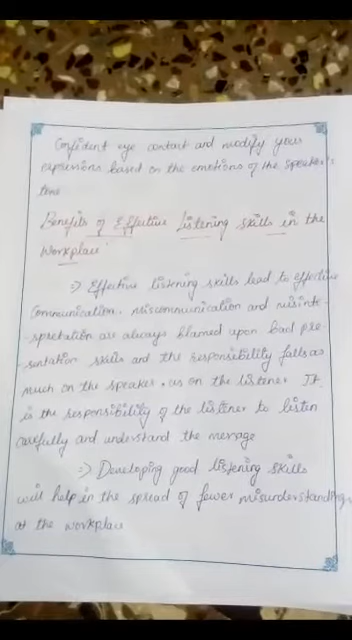 Confident eye contact and modify your
expressions based on the emotions of the speaker's
tone
Benefits of Effective Listening skills in the
Workplace
=> Effective listening skills lead to effective
Communication. miscommunication and misinte
-rpretation are always blamed upon bad pre
-sentation skills and the responsibility falls as
much on the speaker, as on the listener. It
is the responsibility of the listener to listen
carefully and understand the message
=> Developing good listening skills
will help in the spread of fewer misunderstandings
at the workplace